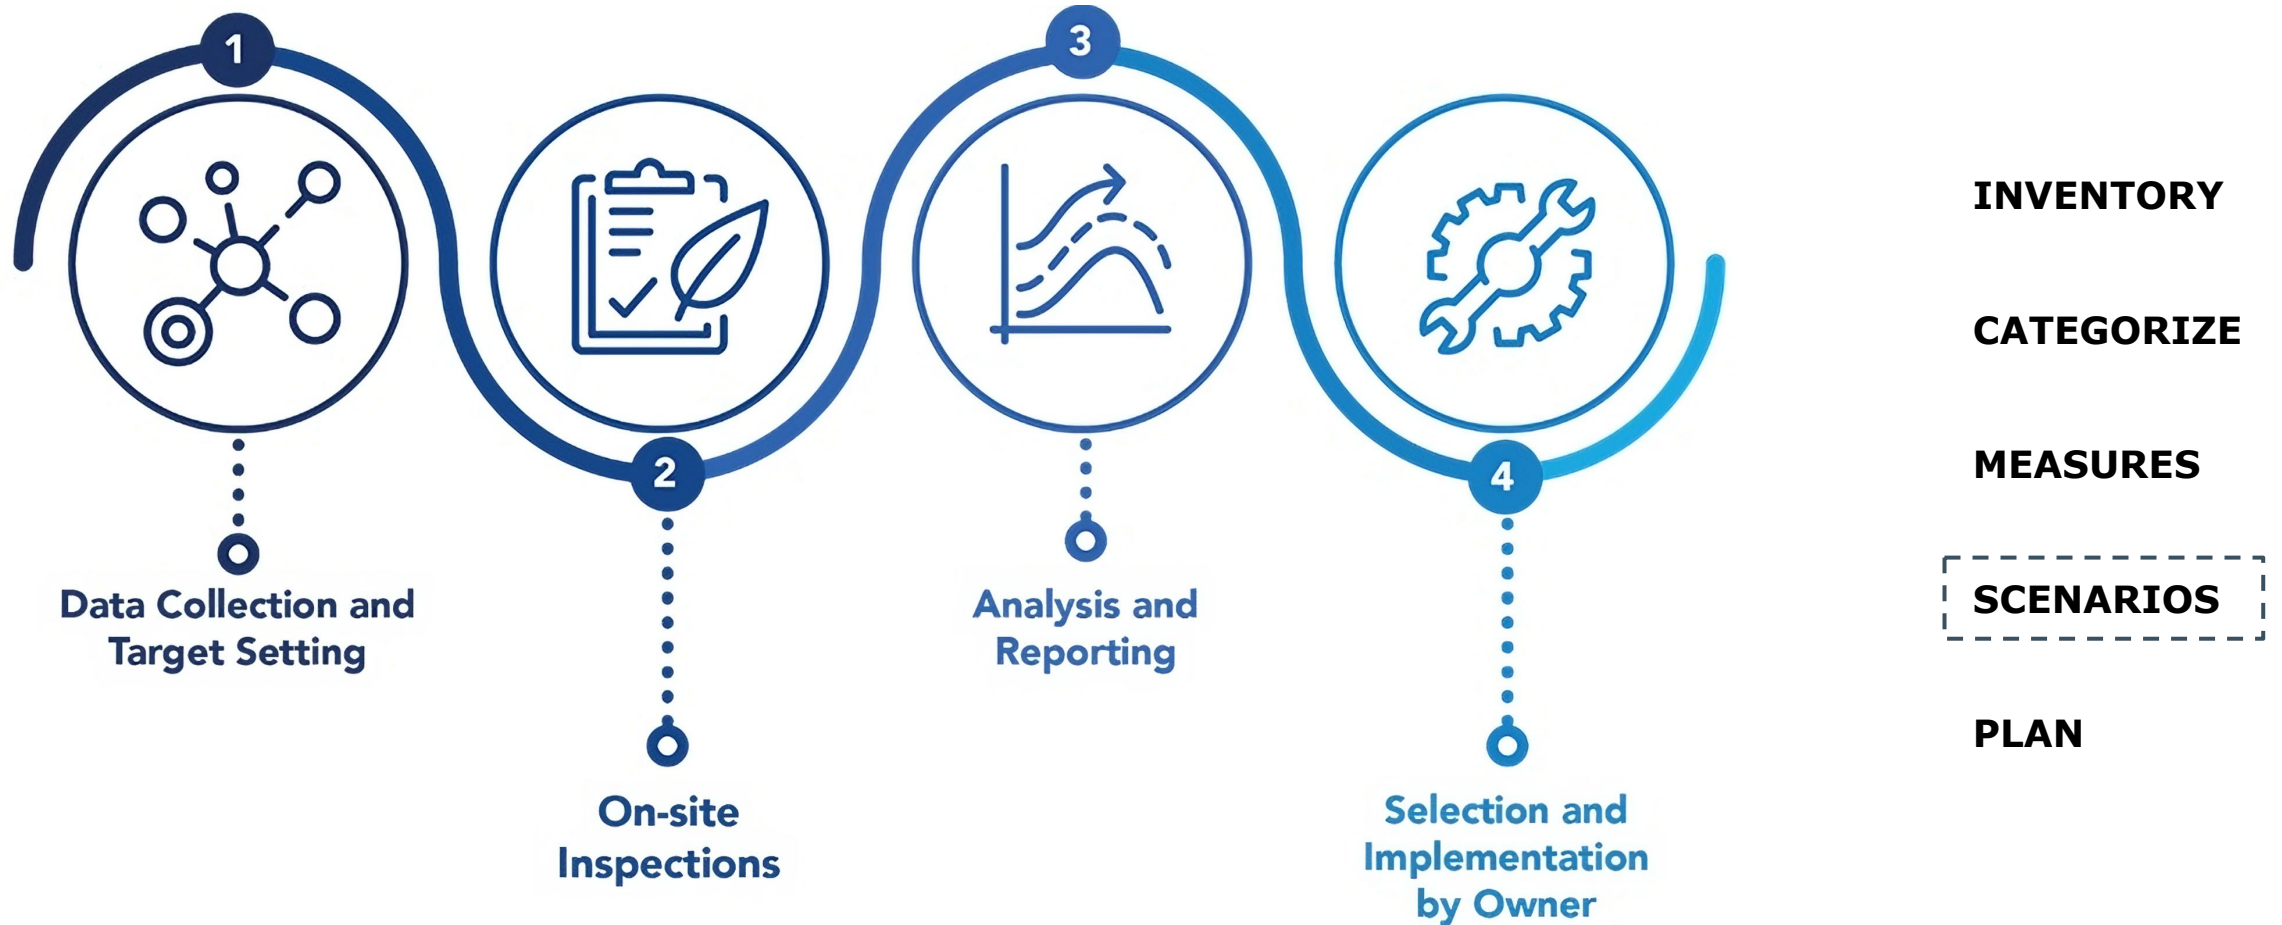 1
Data Collection and
Target Setting
2
On-site
Inspections
3
Analysis and
Reporting
4
Selection and
Implementation
by Owner
INVENTORY
CATEGORIZE
MEASURES
SCENARIOS
PLAN